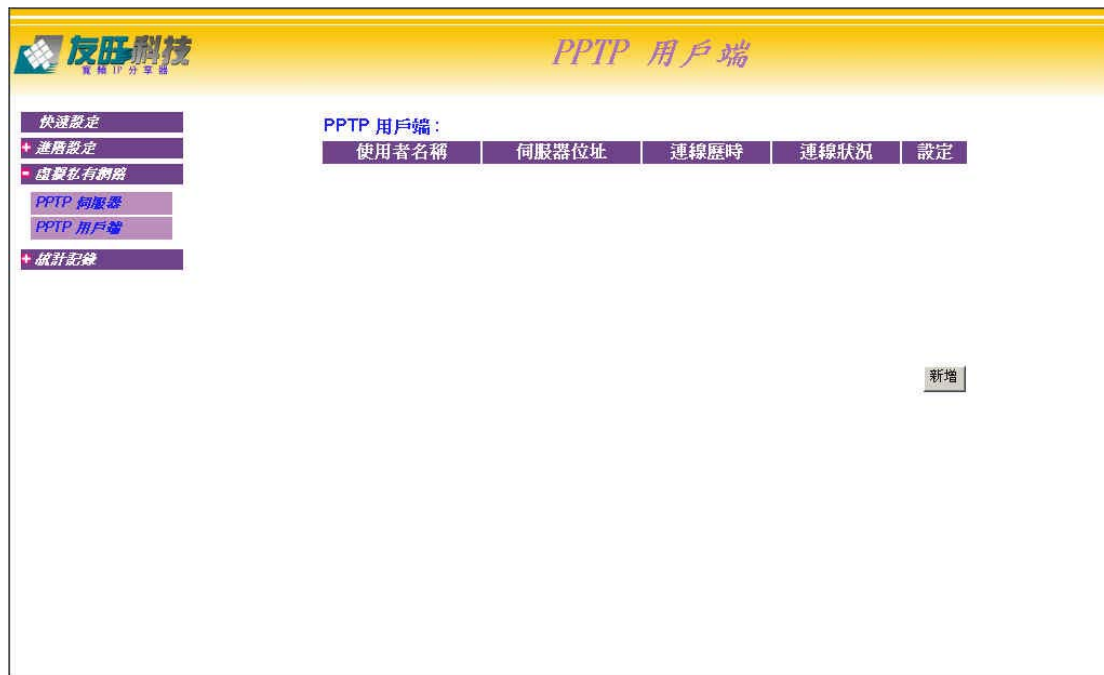 友旺科技
寬頻 IP 分享器
PPTP 用戶端
快速設定
進階設定
虛擬私有網路
PPTP 伺服器
PPTP 用戶端
統計記錄
PPTP 用戶端 :
使用者名稱 伺服器位址 連線歷時 連線狀況 設定
新增